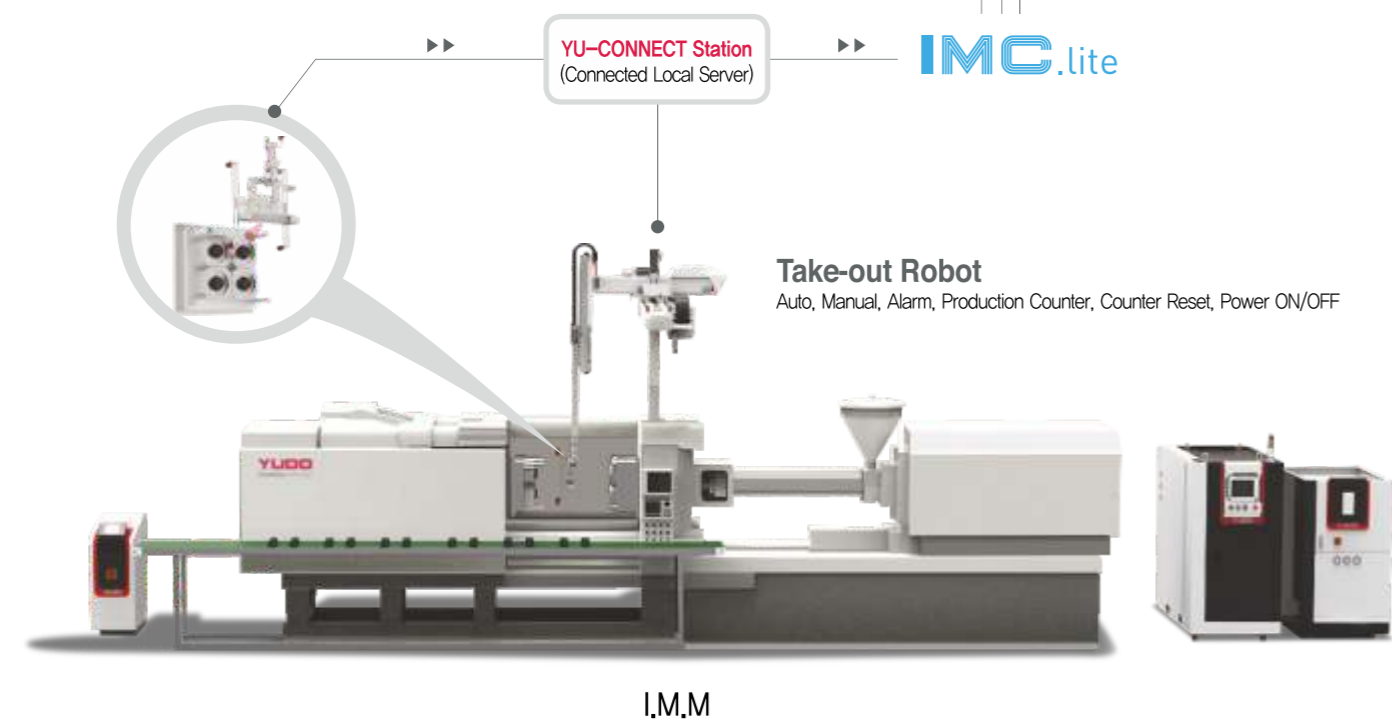 YU-CONNECT Station
(Connected Local Server)
IMC.lite
Take-out Robot
Auto, Manual, Alarm, Production Counter, Counter Reset, Power ON/OFF
YUDO
I.M.M